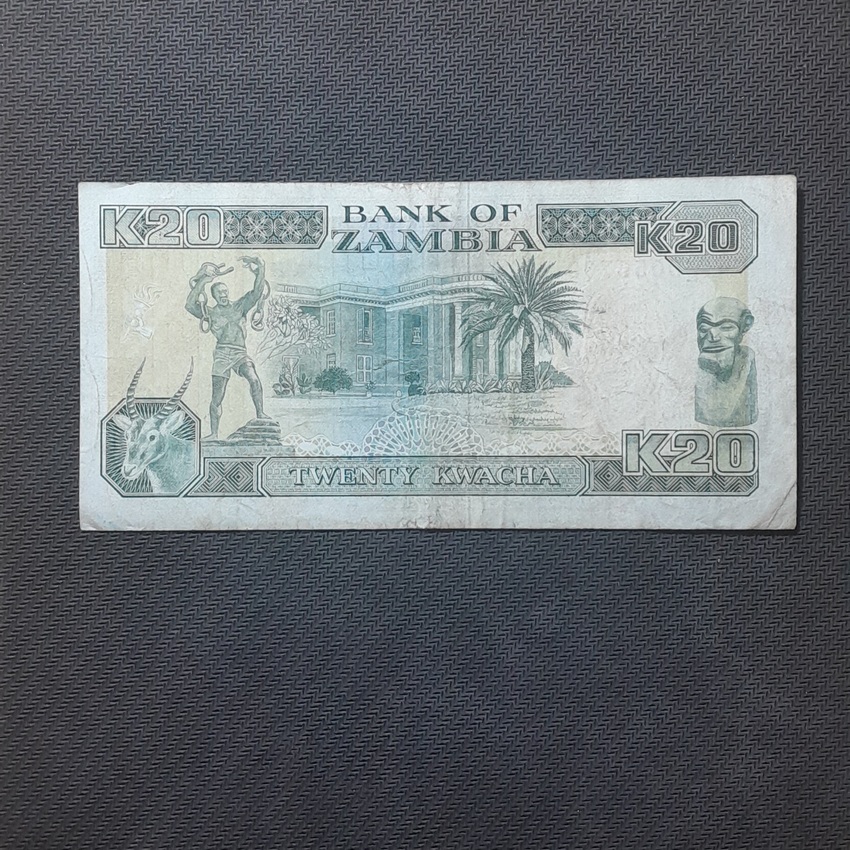 K20 BANK OF K20
ZAMBIA
K20
TWENTY KWACHA